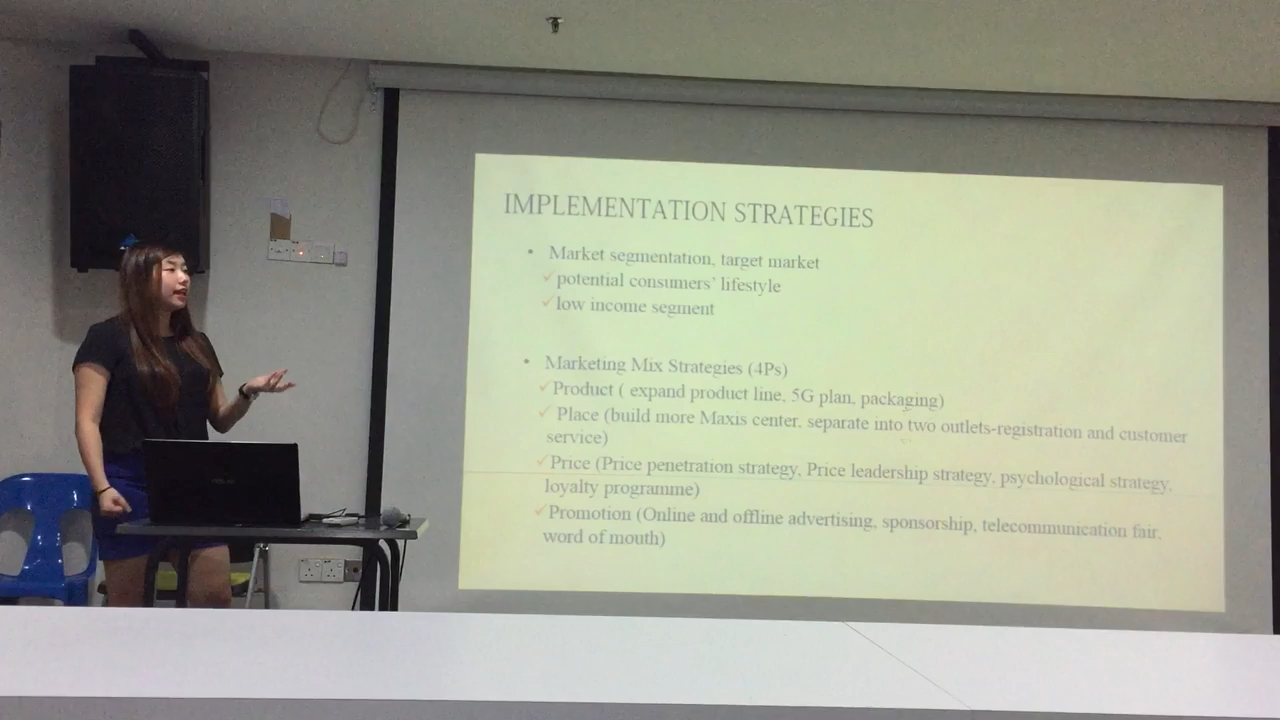 IMPLEMENTATION STRATEGIES
• Market segmentation, target market
✓potential consumers' lifestyle
✓low income segment
• Marketing Mix Strategies (4Ps)
✓Product ( expand product line, 5G plan, packaging)
✓ Place (build more Maxis center, separate into two outlets-registration and customer
service)
✓Price (Price penetration strategy, Price leadership strategy, psychological strategy,
loyalty programme)
✓Promotion (Online and offline advertising, sponsorship, telecommunication fair,
word of mouth)